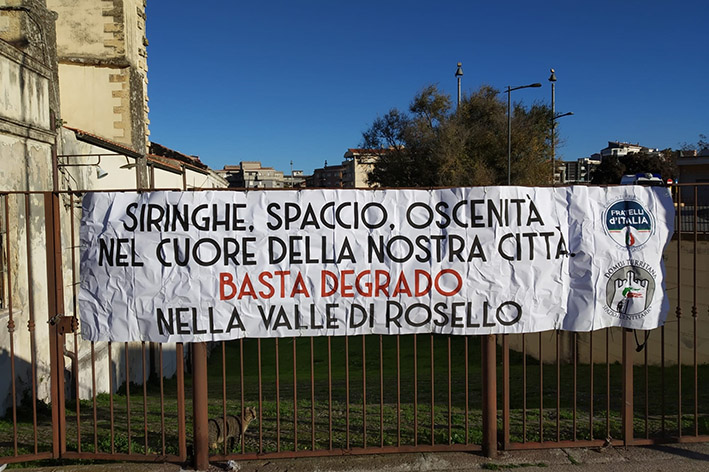 SIRINGHE, SPACCIO, OSCENITÀ
NEL CUORE DELLA NOSTRA CITTÀ.
BASTA DEGRADO
NELLA VALLE DI ROSELLO
FRATELLI
d'ITALIA